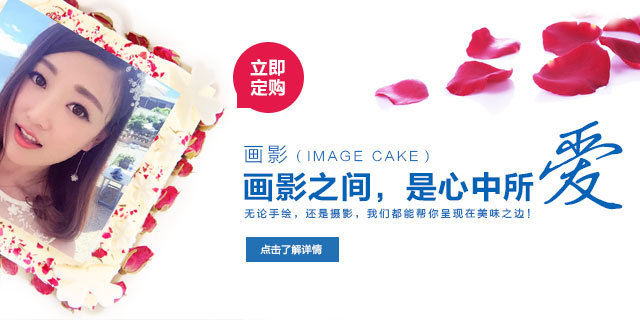 立即
定购
画影（IMAGE CAKE）
画影之间，是心中所爱
无论手绘，还是摄影，我们都能帮你呈现在美味之边！
点击了解详情